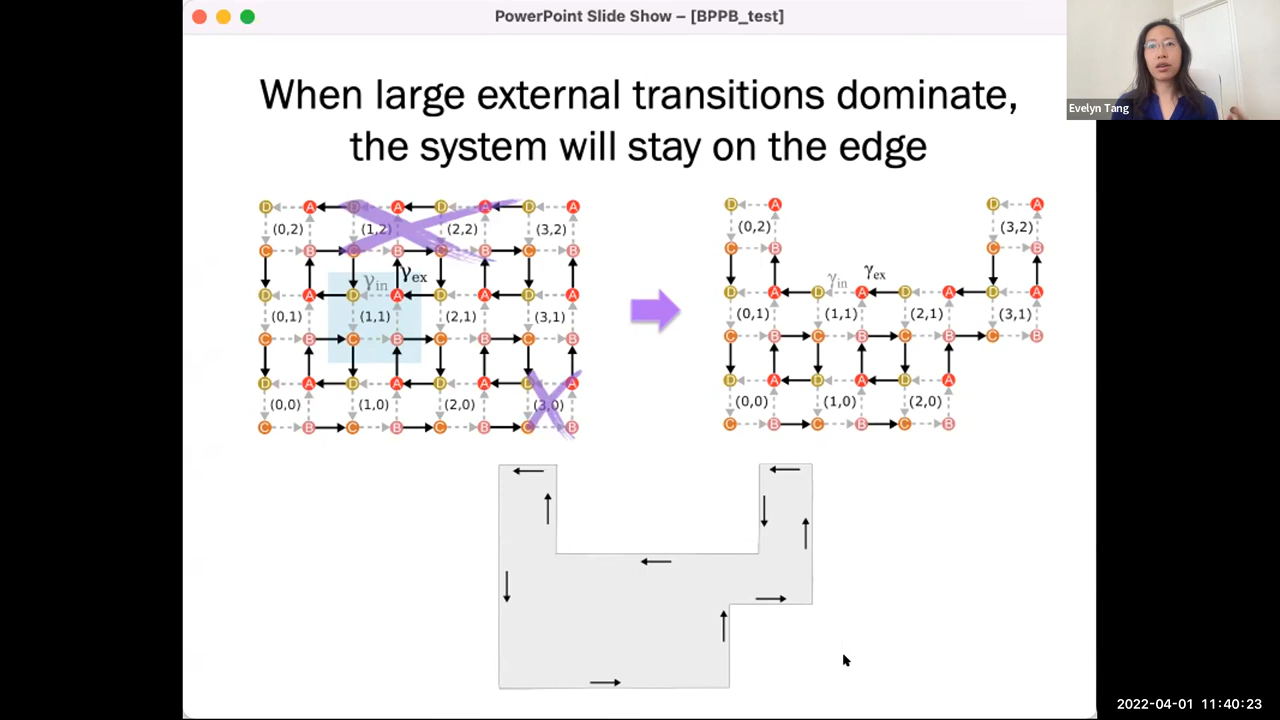 PowerPoint Slide Show – [BPPB_test]
Evelyn Tang
When large external transitions dominate,
the system will stay on the edge
D A D A D A D A
(0,2) (1,2) (2,2) (3,2)
C B C B C B C B
γin γex
D A D A D A D A
(0,1) (1,1) (2,1) (3,1)
C B C B C B C B
D A D A D A D A
(0,0) (1,0) (2,0) (3,0)
C B C B C B C B
D A D A
(0,2) (3,2)
C B C B
γin γex
D A D A D A D A
(0,1) (1,1) (2,1) (3,1)
C B C B C B C B
D A D A D A
(0,0) (1,0) (2,0)
C B C B C B
2022-04-01 11:40:23